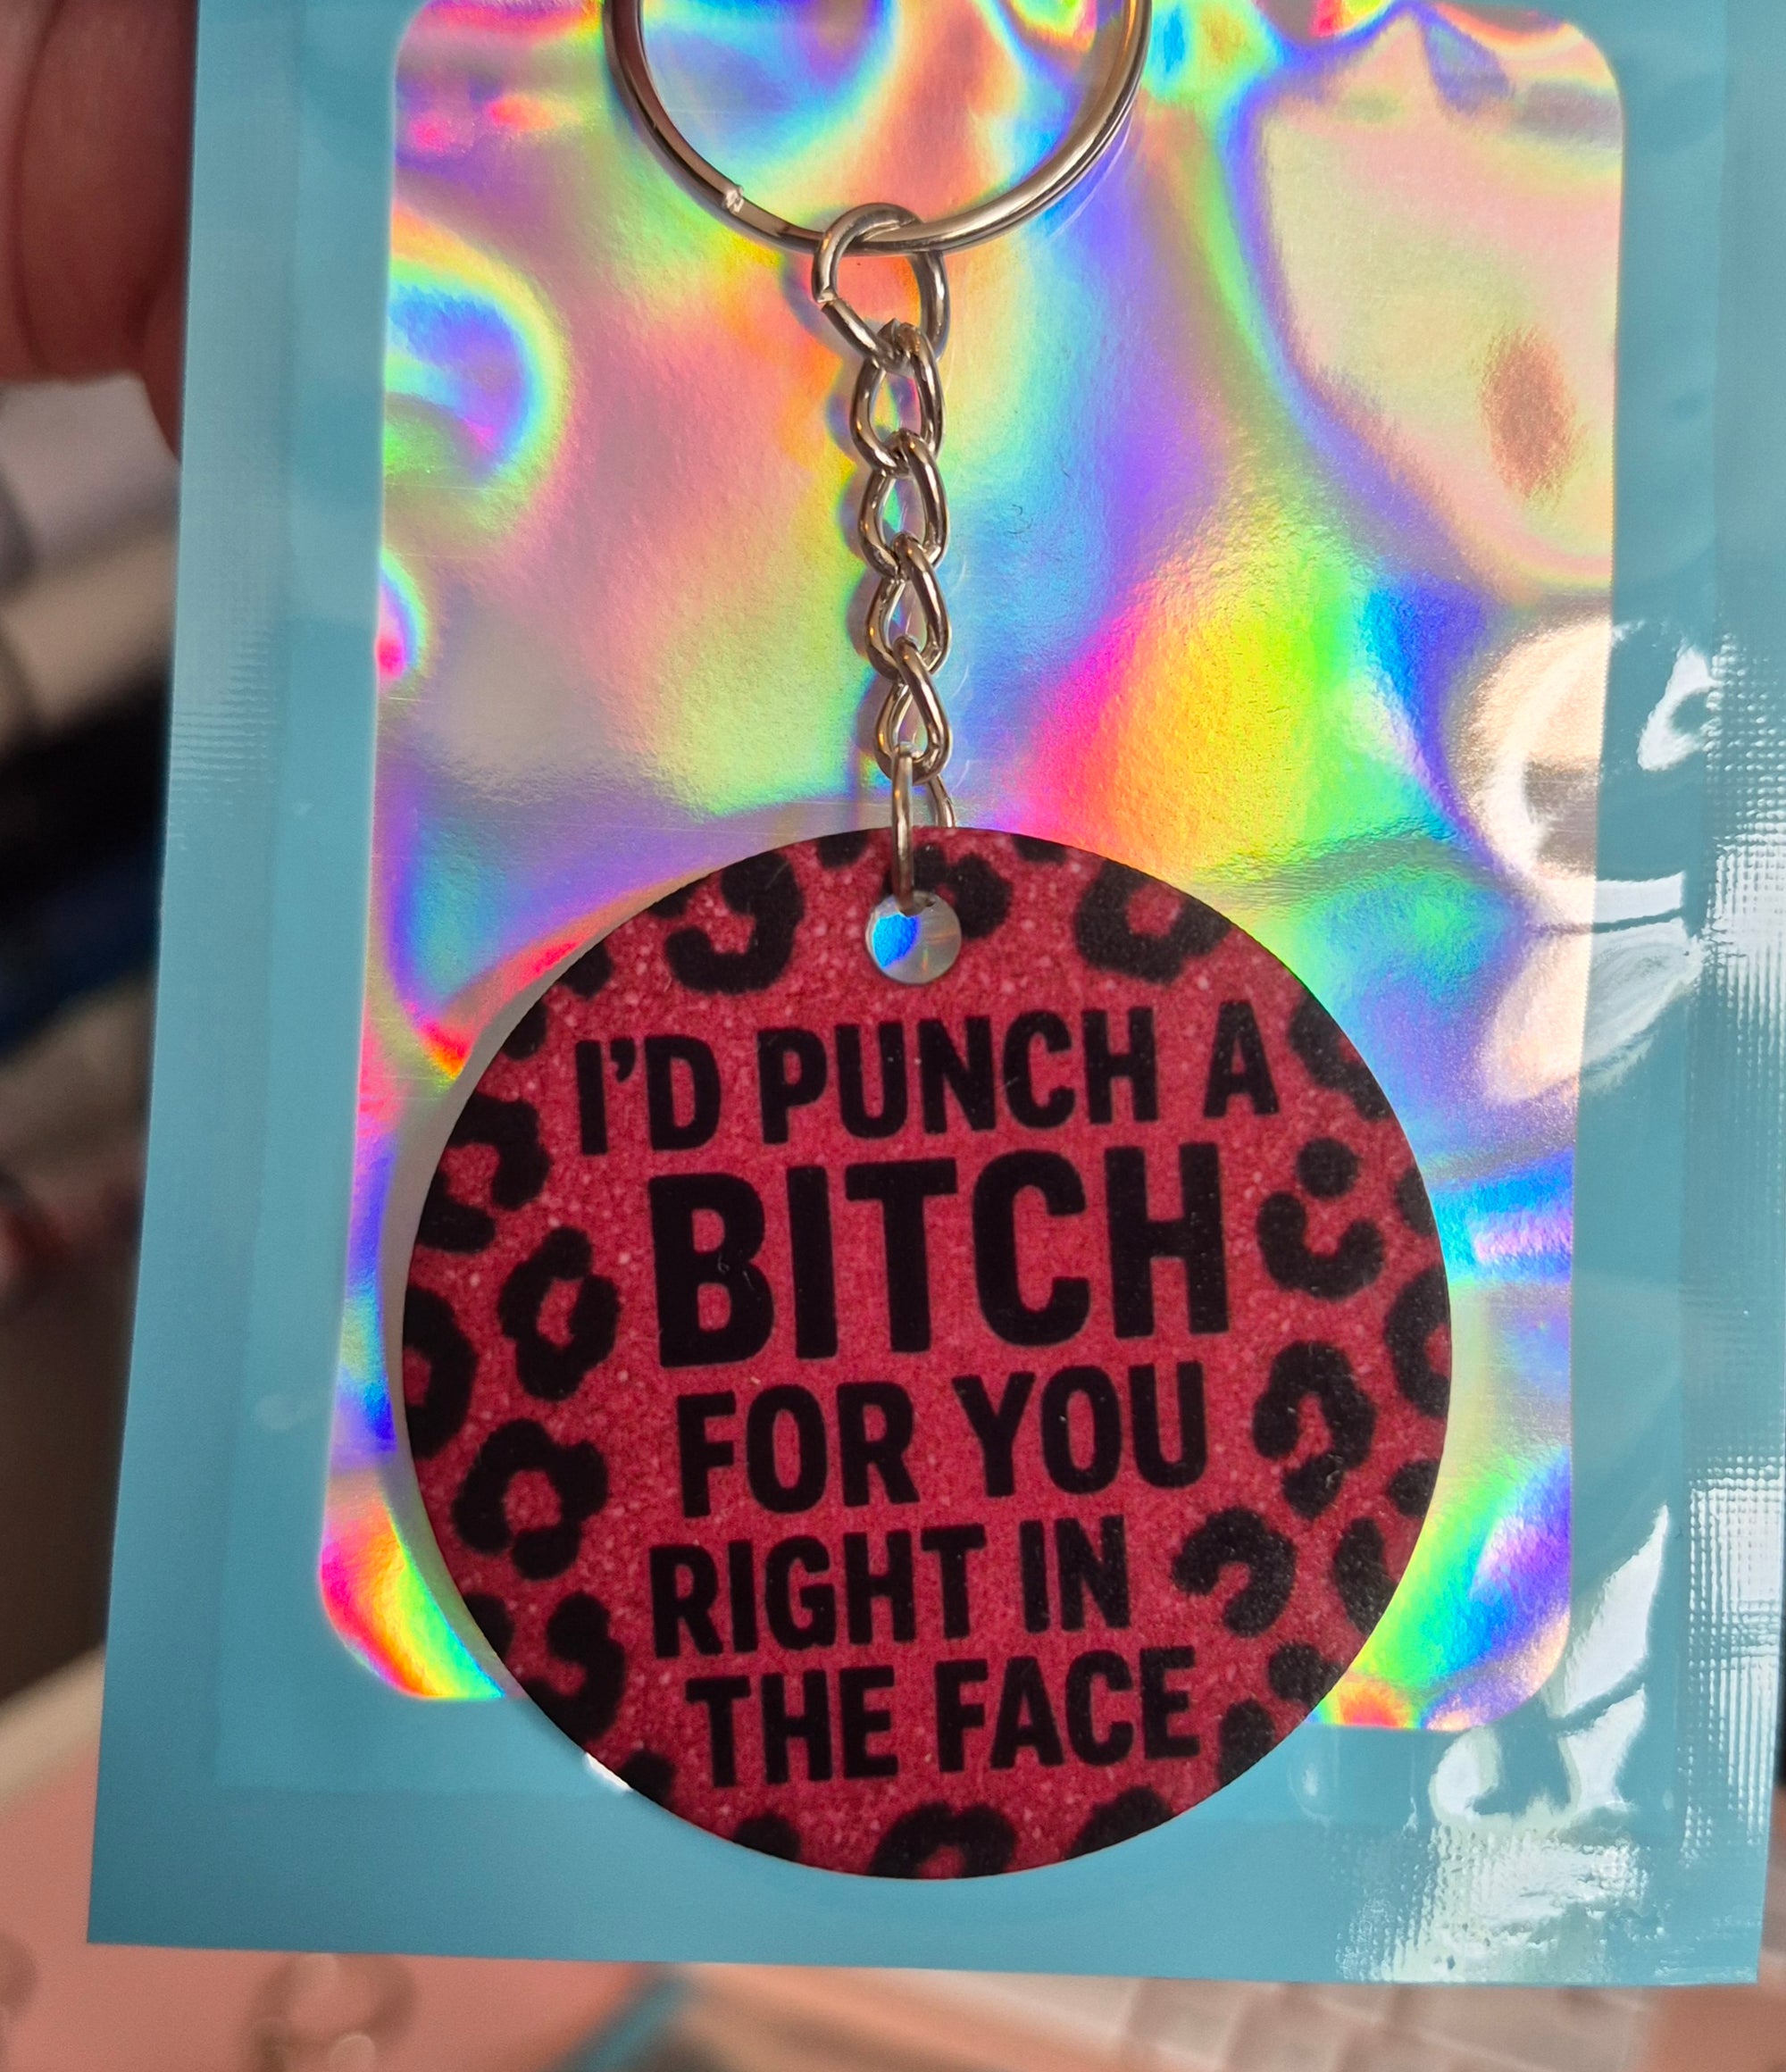 I'D PUNCH A
BITCH
FOR YOU
RIGHT IN
THE FACE